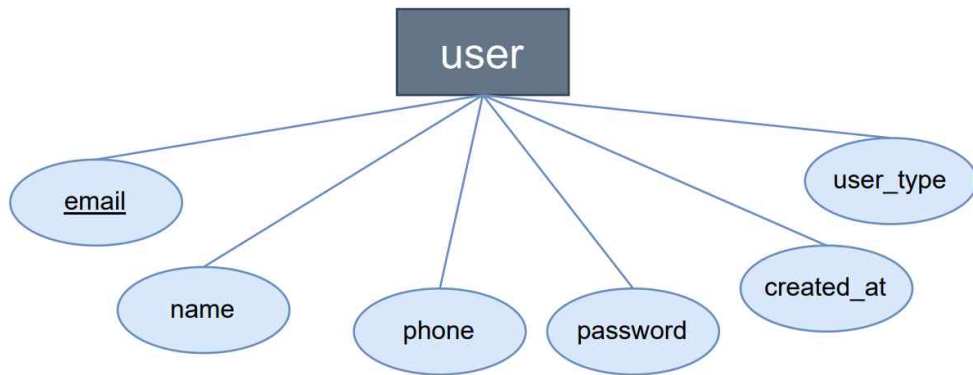 user
email
user_type
name
phone
password
created_at